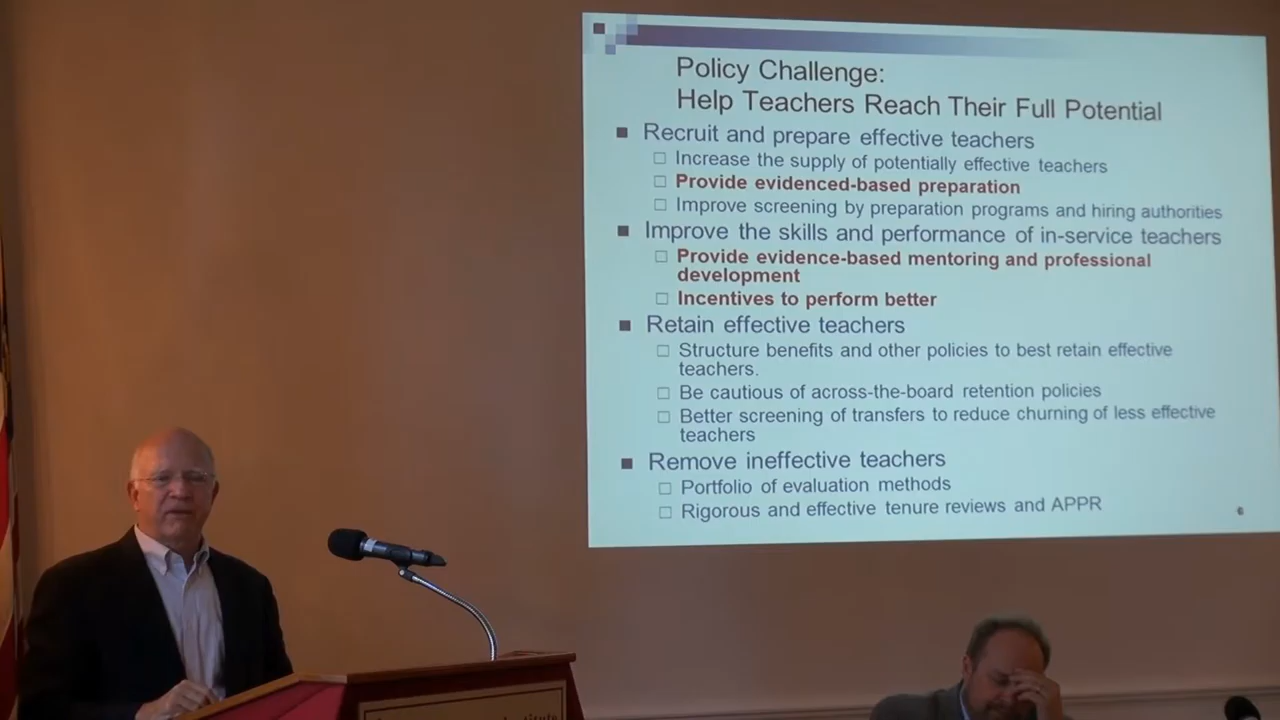 Policy Challenge:
Help Teachers Reach Their Full Potential
Recruit and prepare effective teachers
Increase the supply of potentially effective teachers
Provide evidenced-based preparation
Improve screening by preparation programs and hiring authorities
Improve the skills and performance of in-service teachers
Provide evidence-based mentoring and professional
development
Incentives to perform better
Retain effective teachers
Structure benefits and other policies to best retain effective
teachers.
Be cautious of across-the-board retention policies
Better screening of transfers to reduce churning of less effective
teachers
Remove ineffective teachers
Portfolio of evaluation methods
Rigorous and effective tenure reviews and APPR
6